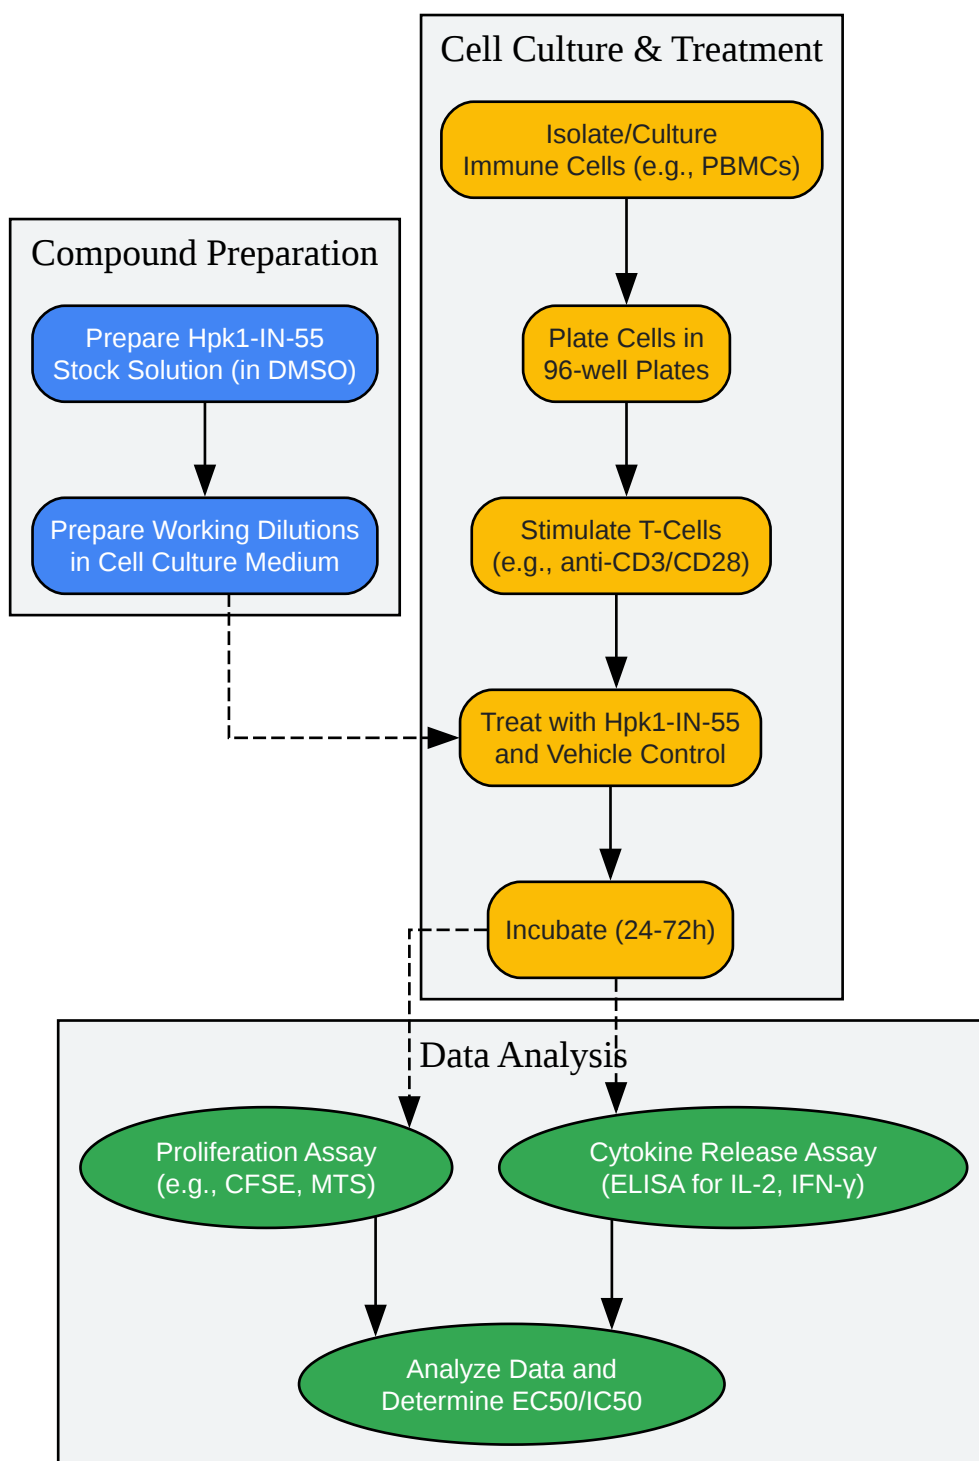 Cell Culture & Treatment
Isolate/Culture
Immune Cells (e.g., PBMCs)
Compound Preparation
Prepare Hpk1-IN-55
Stock Solution (in DMSO)
Plate Cells in
96-well Plates
Prepare Working Dilutions
in Cell Culture Medium
Stimulate T-Cells
(e.g., anti-CD3/CD28)
Treat with Hpk1-IN-55
and Vehicle Control
Incubate (24-72h)
Data Analysis
Proliferation Assay
(e.g., CFSE, MTS)
Cytokine Release Assay
(ELISA for IL-2, IFN-γ)
Analyze Data and
Determine EC50/IC50